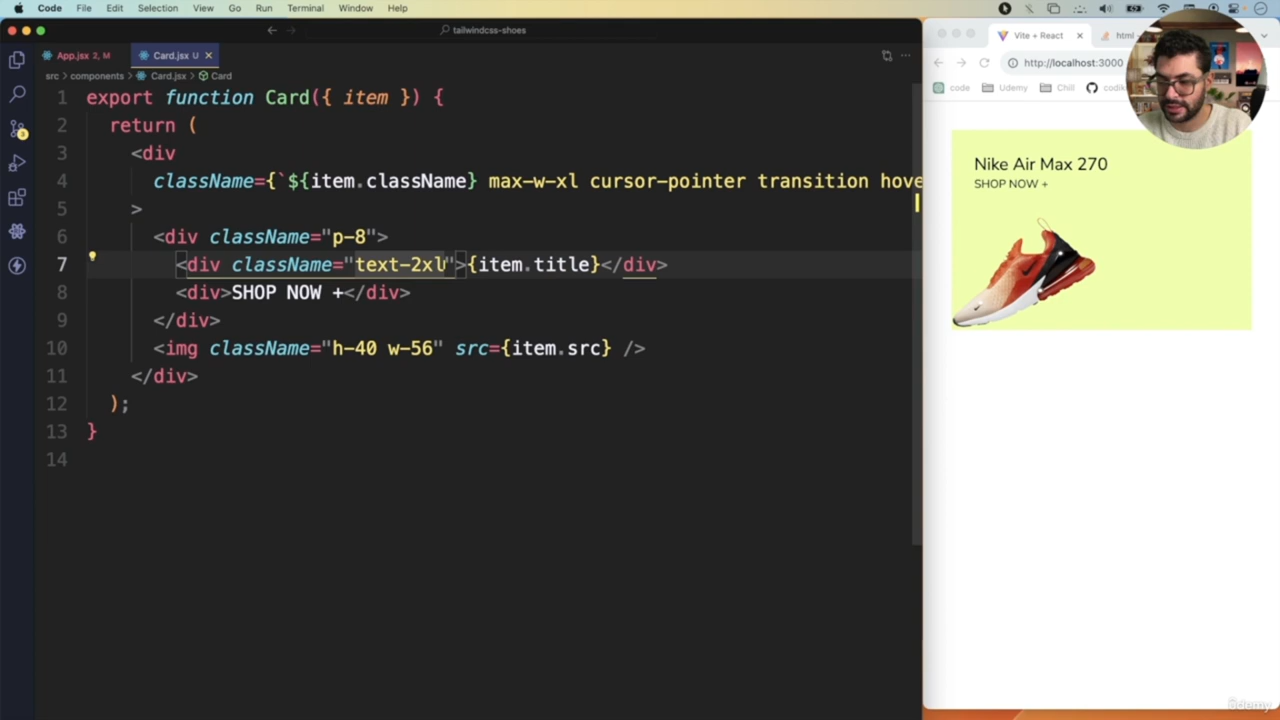 Code File Edit Selection View Go Run Terminal Window Help
tailwindcss-shoes
App.jsx 2, M Card.jsx U
src components Card.jsx Card
1 export function Card({ item }) {
2 return (
3 <div
4 className={`${item.className} max-w-xl cursor-pointer transition hove
5 >
6 <div className="p-8">
7 <div className="text-2xl">{item.title}</div>
8 <div>SHOP NOW +</div>
9 </div>
10 <img className="h-40 w-56" src={item.src} />
11 </div>
12 );
13 }
14
Vite + React
html -
http://localhost:3000
code Udemy Chill
Nike Air Max 270
SHOP NOW +
ûdemy